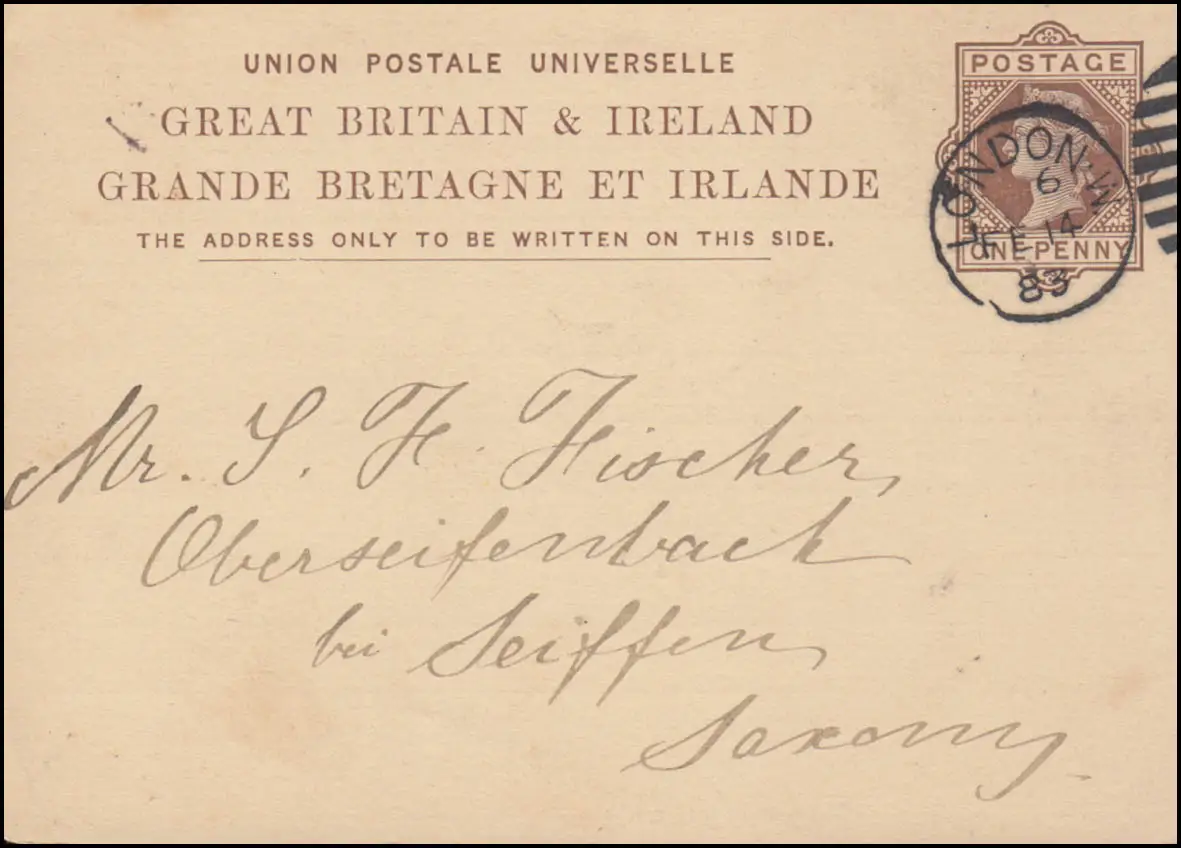 UNION POSTALE UNIVERSELLE
GREAT BRITAIN & IRELAND
GRANDE BRETAGNE ET IRLANDE
THE ADDRESS ONLY TO BE WRITTEN ON THIS SIDE.
POSTAGE
ONE PENNY
LONDON·W
6
FE 14
83
Mr. S. H. Fischer,
Oberseifenbach
bei Seiffen,
Saxony.